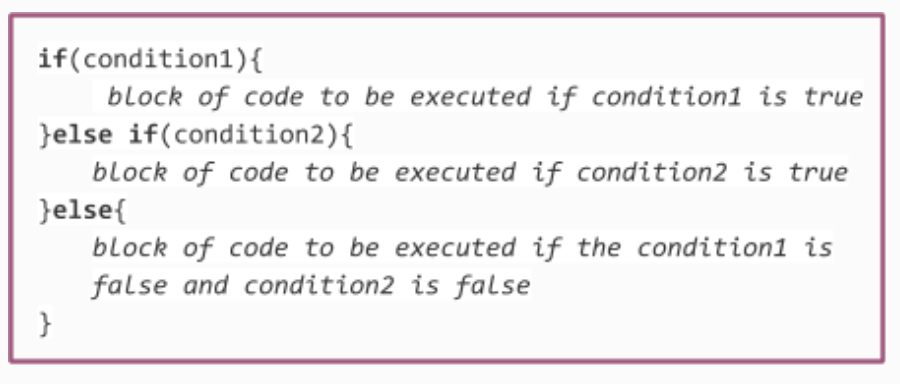 if(condition1){
block of code to be executed if condition1 is true
}else if(condition2){
block of code to be executed if condition2 is true
}else{
block of code to be executed if the condition1 is
false and condition2 is false
}